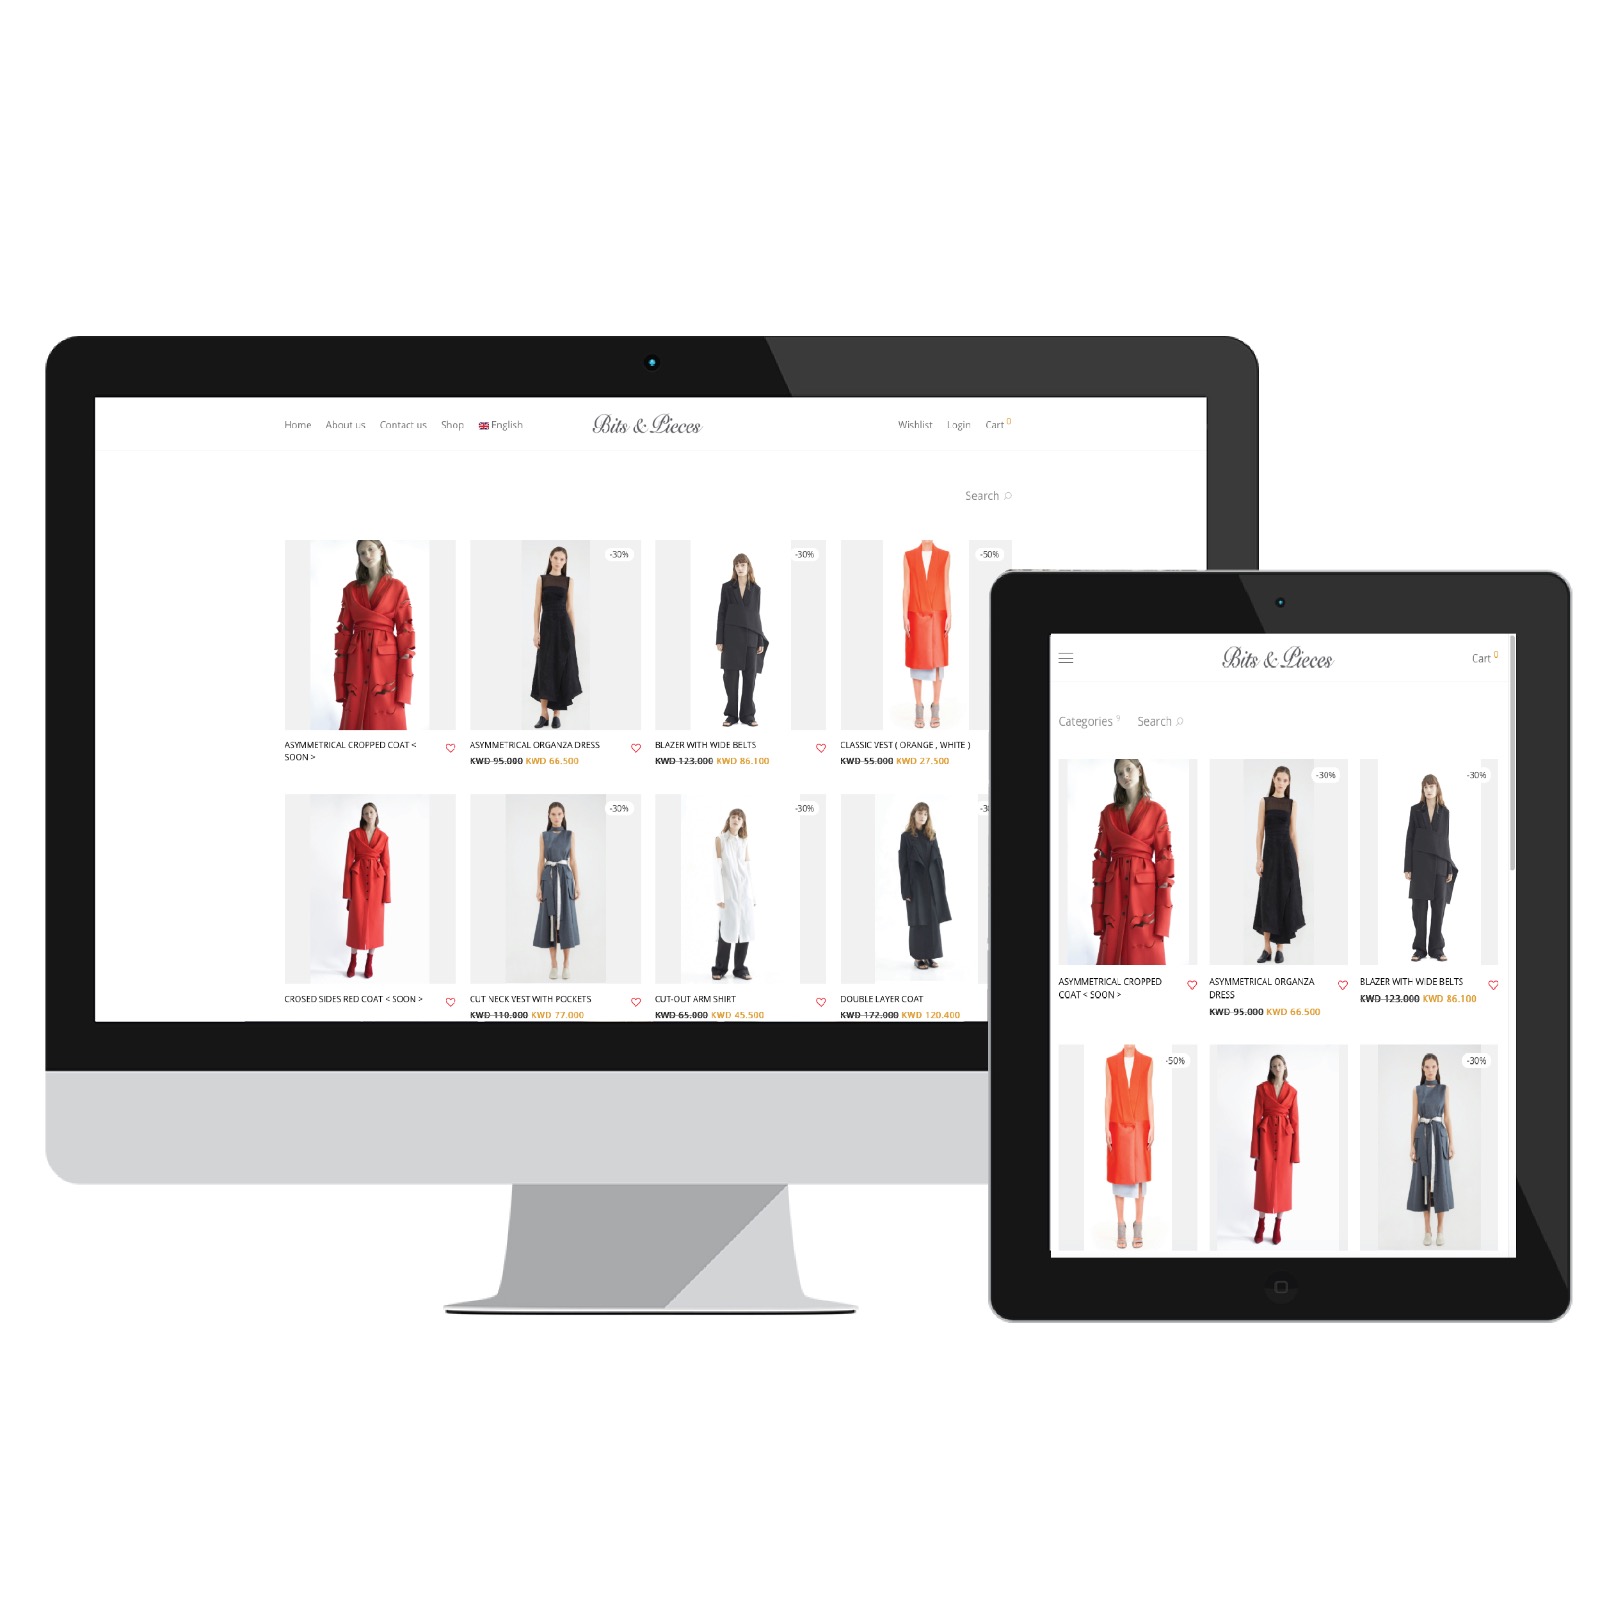 Home About us Contact us Shop English Bits & Pieces Wishlist Login Cart 0
Search
-30% -30% -50%
ASYMMETRICAL CROPPED COAT < ASYMMETRICAL ORGANZA DRESS BLAZER WITH WIDE BELTS CLASSIC VEST ( ORANGE , WHITE )
SOON > KWD 95.000 KWD 66.500 KWD 123.000 KWD 86.100 KWD 55.000 KWD 27.500
-30% -30%
CROSED SIDES RED COAT < SOON > CUT NECK VEST WITH POCKETS CUT-OUT ARM SHIRT DOUBLE LAYER COAT
KWD 110.000 KWD 77.000 KWD 65.000 KWD 45.500 KWD 172.000 KWD 120.400
Bits & Pieces Cart 0
Categories 9 Search
-30% -30%
ASYMMETRICAL CROPPED ASYMMETRICAL ORGANZA BLAZER WITH WIDE BELTS
COAT < SOON > DRESS KWD 123.000 KWD 86.100
KWD 95.000 KWD 66.500
-50% -30%